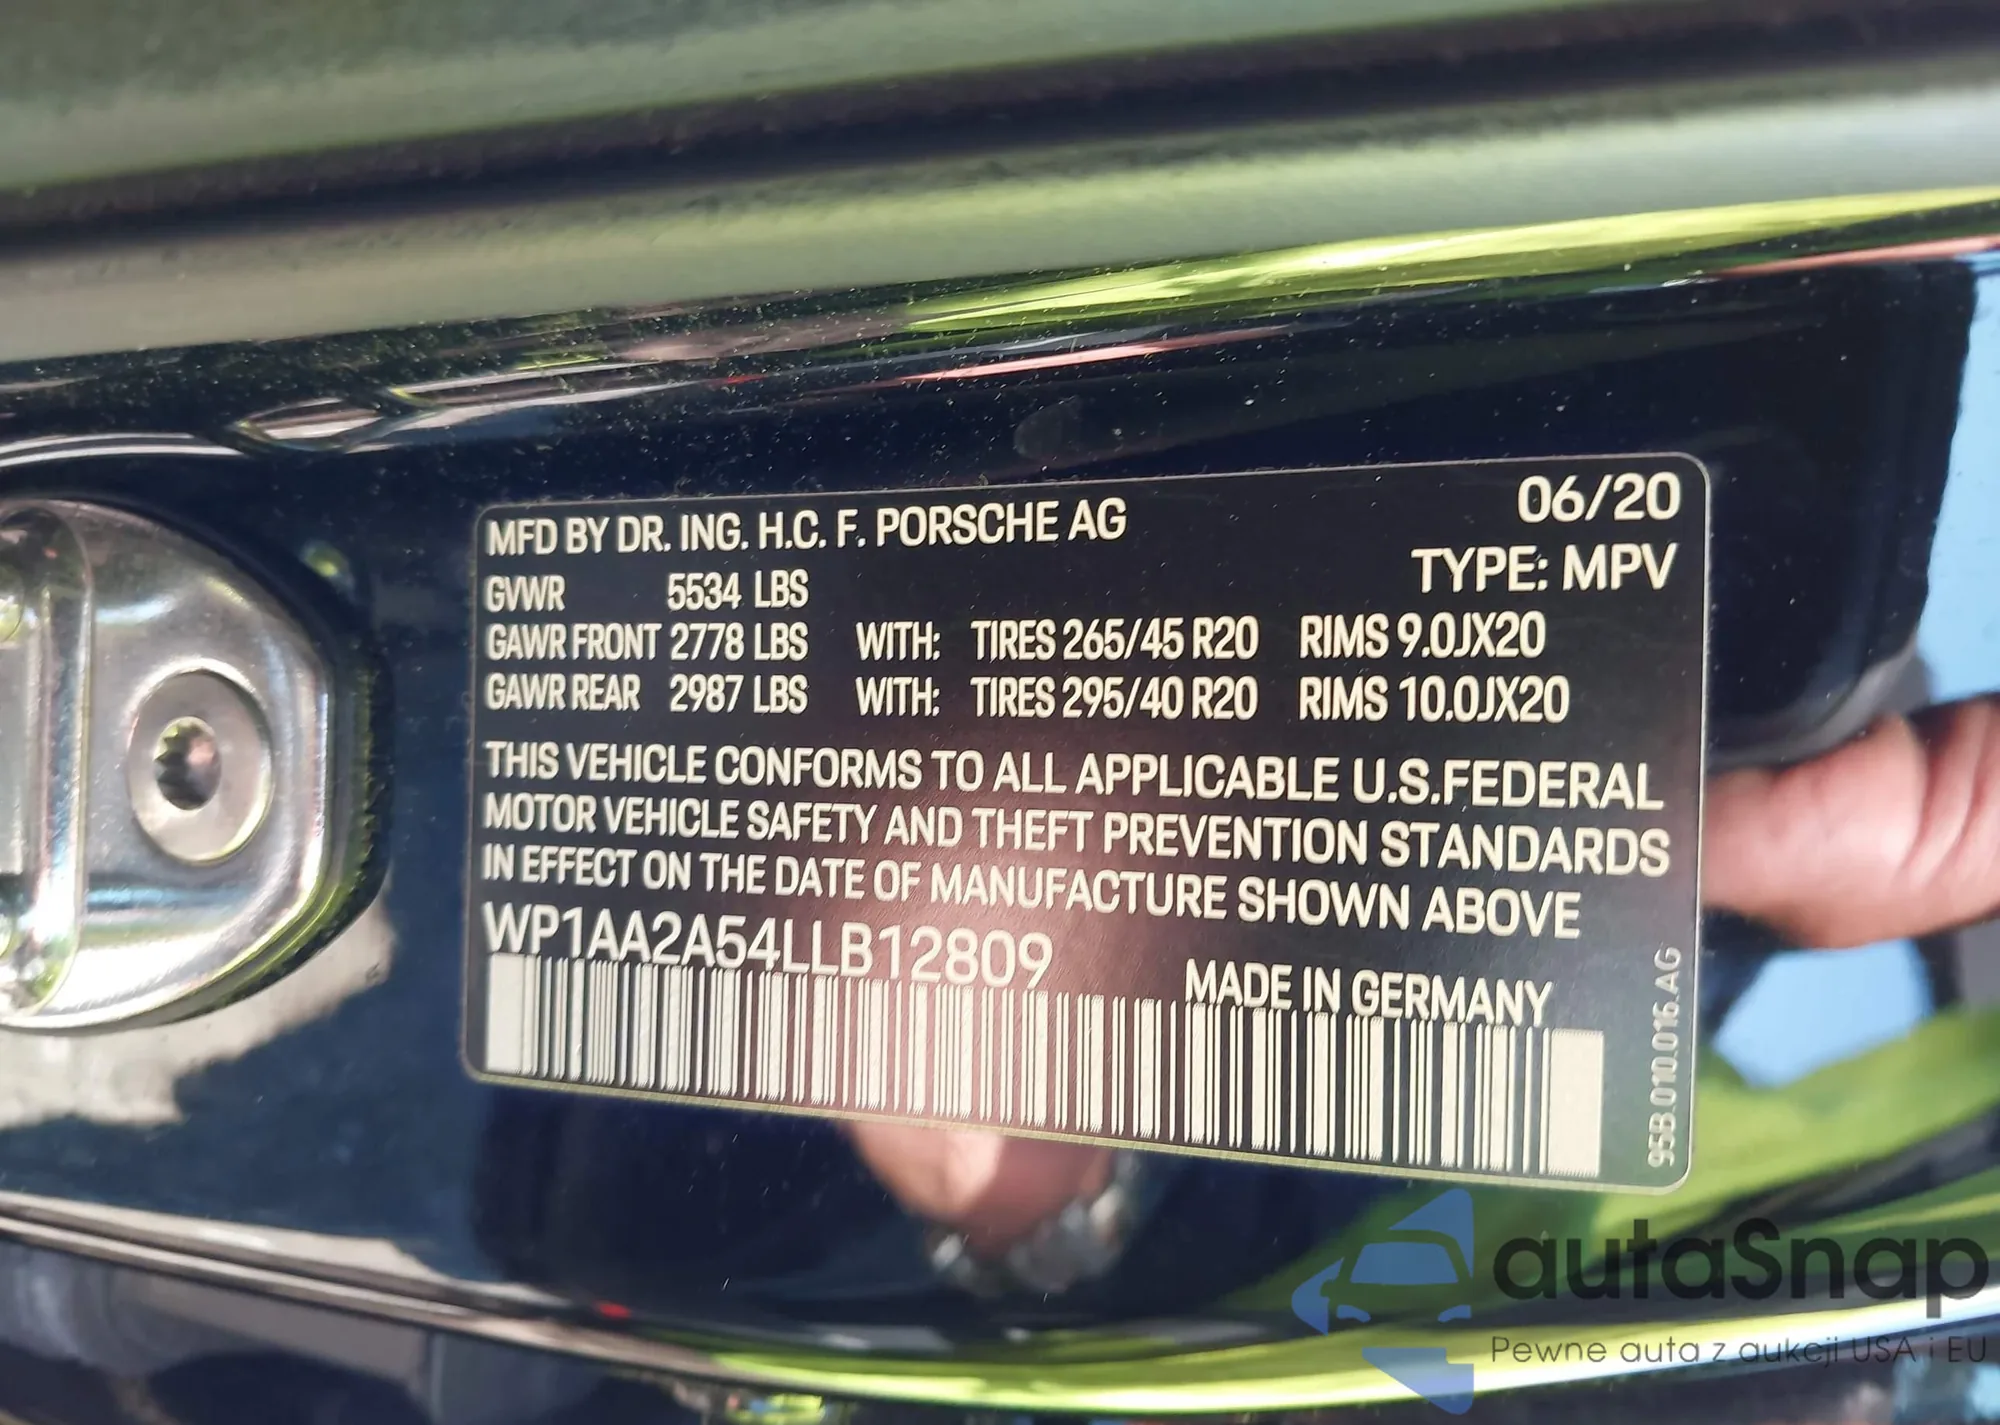 MFD BY DR. ING. H.C. F. PORSCHE AG 06/20
TYPE: MPV
GVWR 5534 LBS
GAWR FRONT 2778 LBS WITH: TIRES 265/45 R20 RIMS 9.0JX20
GAWR REAR 2987 LBS WITH: TIRES 295/40 R20 RIMS 10.0JX20
THIS VEHICLE CONFORMS TO ALL APPLICABLE U.S.FEDERAL
MOTOR VEHICLE SAFETY AND THEFT PREVENTION STANDARDS
IN EFFECT ON THE DATE OF MANUFACTURE SHOWN ABOVE
WP1AA2A54LLB12809
MADE IN GERMANY
95B.010.016.AG
autaSnap
Pewne auta z aukcji USA i EU